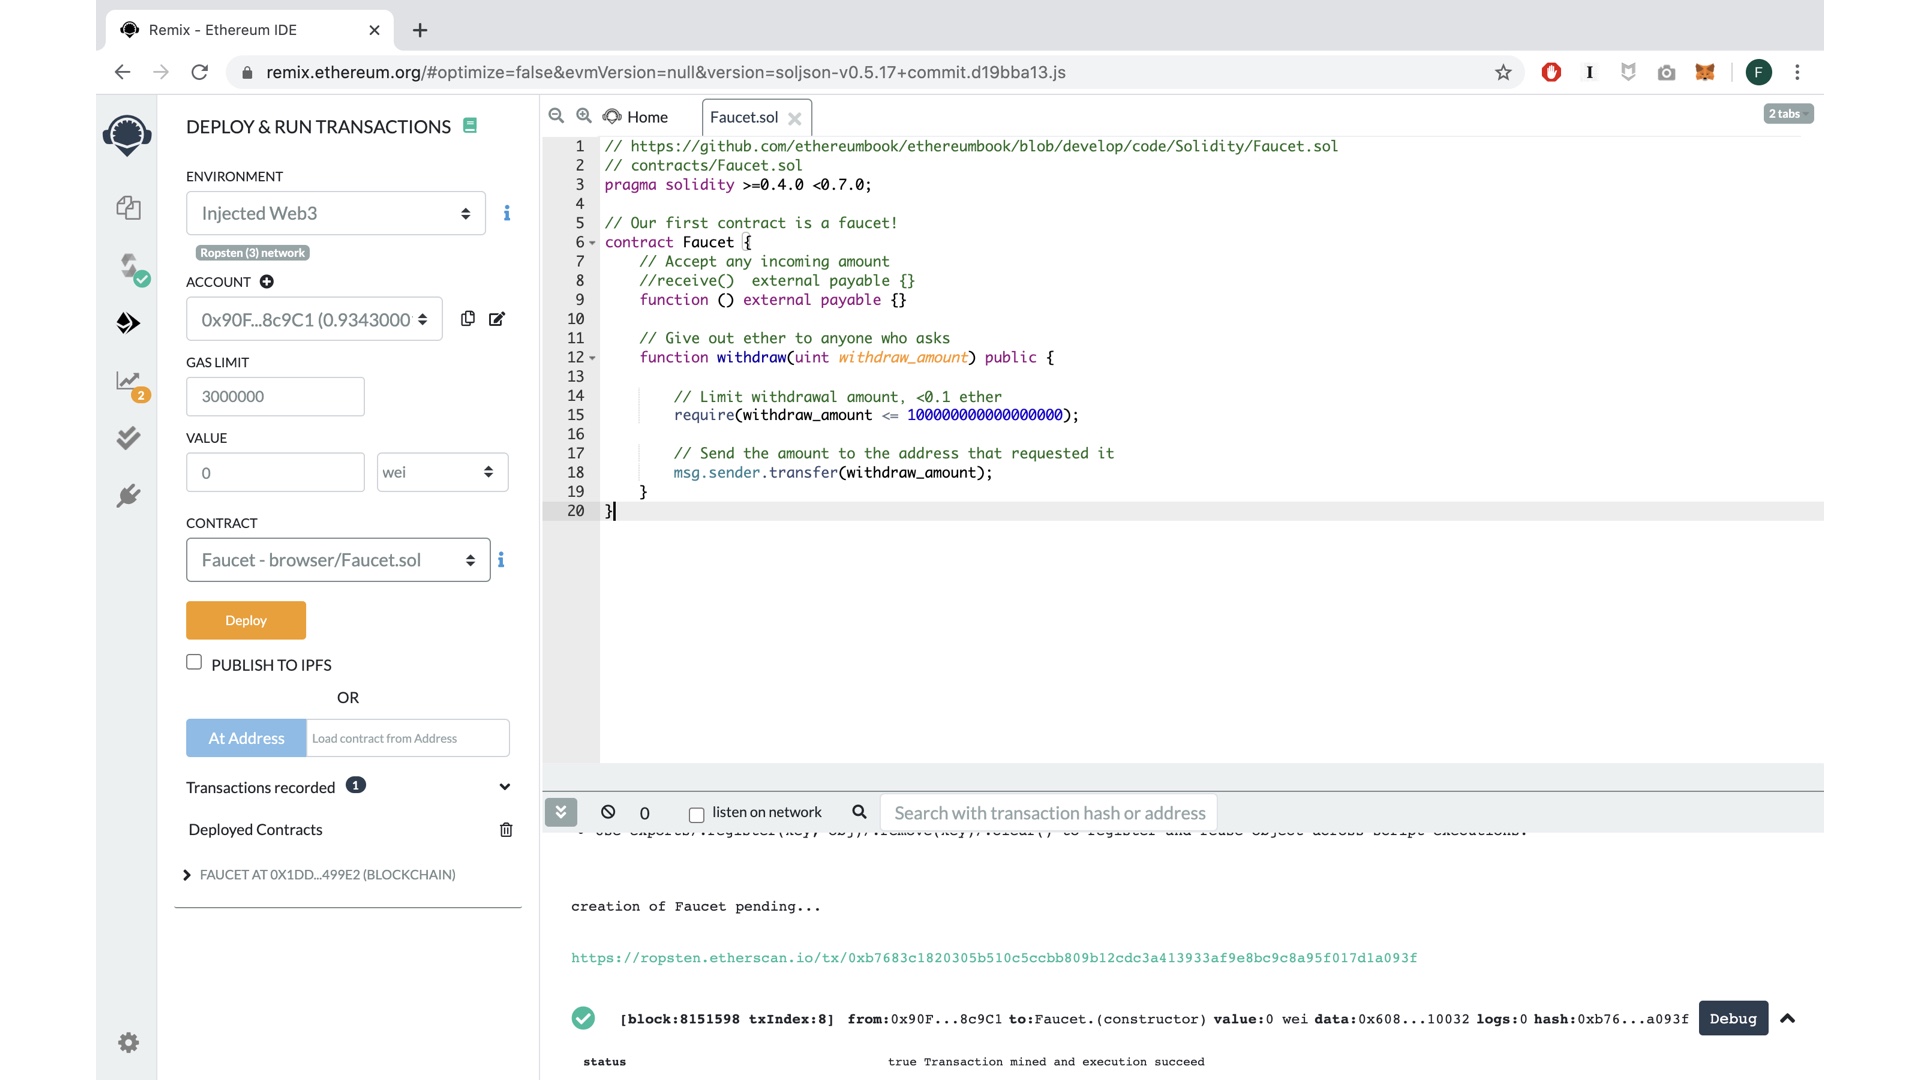 Remix - Ethereum IDE
remix.ethereum.org/#optimize=false&evmVersion=null&version=soljson-v0.5.17+commit.d19bba13.js
F
DEPLOY & RUN TRANSACTIONS
ENVIRONMENT
Injected Web3
Ropsten (3) network
ACCOUNT
0x90F...8c9C1 (0.9343000
GAS LIMIT
3000000
VALUE
0
wei
CONTRACT
Faucet - browser/Faucet.sol
Deploy
PUBLISH TO IPFS
OR
At Address
Load contract from Address
Transactions recorded 1
Deployed Contracts
FAUCET AT 0X1DD...499E2 (BLOCKCHAIN)
2
Home
Faucet.sol
2 tabs
1 // https://github.com/ethereumbook/ethereumbook/blob/develop/code/Solidity/Faucet.sol
2 // contracts/Faucet.sol
3 pragma solidity >=0.4.0 <0.7.0;
4
5 // Our first contract is a faucet!
6 contract Faucet {
7 // Accept any incoming amount
8 //receive()  external payable {}
9 function () external payable {}
10
11 // Give out ether to anyone who asks
12 function withdraw(uint withdraw_amount) public {
13
14 // Limit withdrawal amount, <0.1 ether
15 require(withdraw_amount <= 100000000000000000);
16
17 // Send the amount to the address that requested it
18 msg.sender.transfer(withdraw_amount);
19 }
20 }
0
listen on network
Search with transaction hash or address
to register and reuse object across script executions.
creation of Faucet pending...
https://ropsten.etherscan.io/tx/0xb7683c1820305b510c5ccbb809b12cdc3a413933af9e8bc9c8a95f017d1a093f
[block:8151598 txIndex:8] from:0x90F...8c9C1 to:Faucet.(constructor) value:0 wei data:0x608...10032 logs:0 hash:0xb76...a093f
Debug
status true Transaction mined and execution succeed